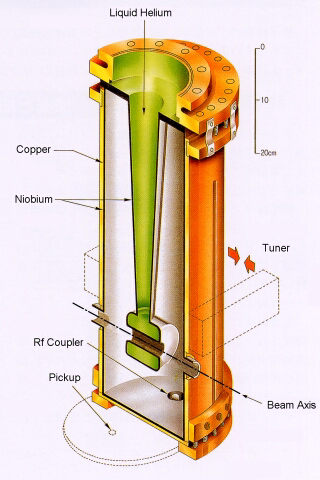 Liquid Helium
0
10
20cm
Copper
Niobium
Tuner
Rf Coupler
Pickup
Beam Axis